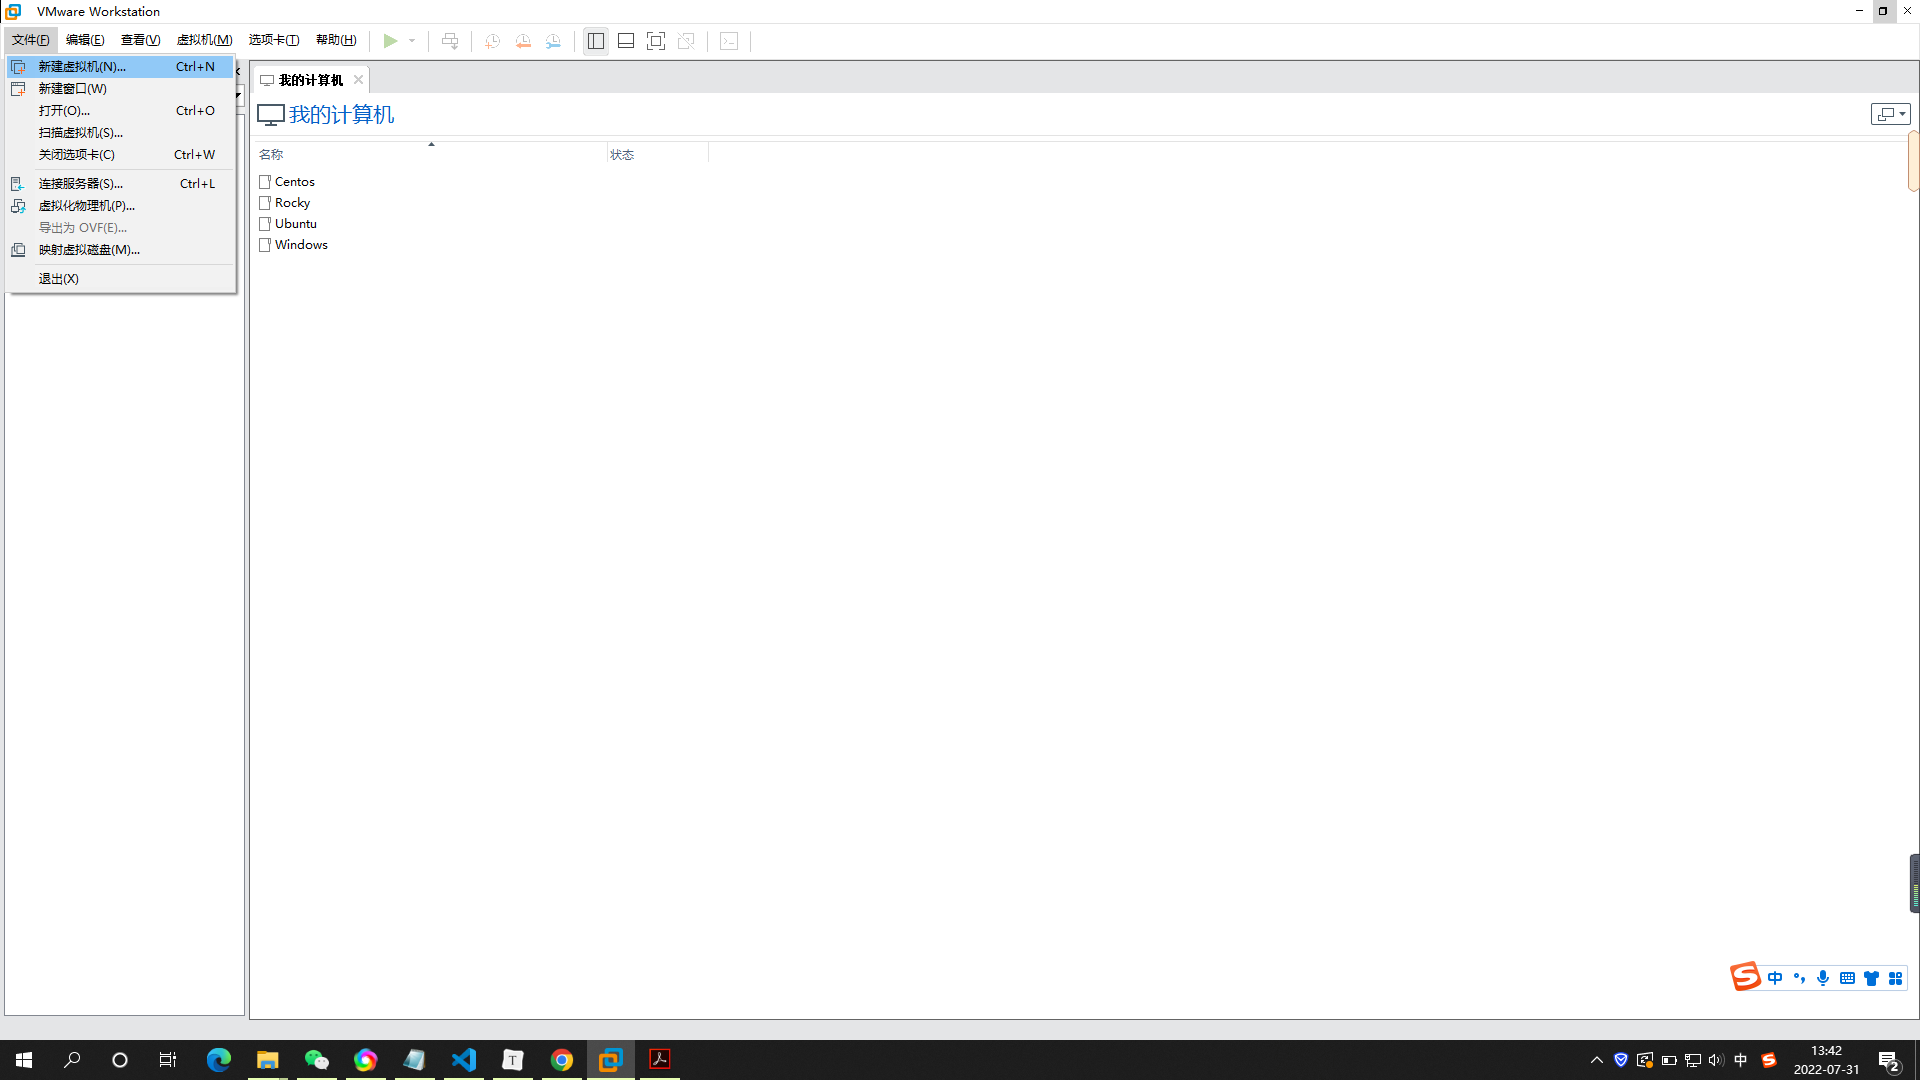 VMware Workstation
文件(F) 编辑(E) 查看(V) 虚拟机(M) 选项卡(T) 帮助(H)
新建虚拟机(N)... Ctrl+N
新建窗口(W)
打开(O)... Ctrl+O
扫描虚拟机(S)...
关闭选项卡(C) Ctrl+W
连接服务器(S)... Ctrl+L
虚拟化物理机(P)...
导出为 OVF(E)...
映射虚拟磁盘(M)...
退出(X)
我的计算机
我的计算机
名称 状态
Centos
Rocky
Ubuntu
Windows
中
T
中
13:42
2022-07-31
2